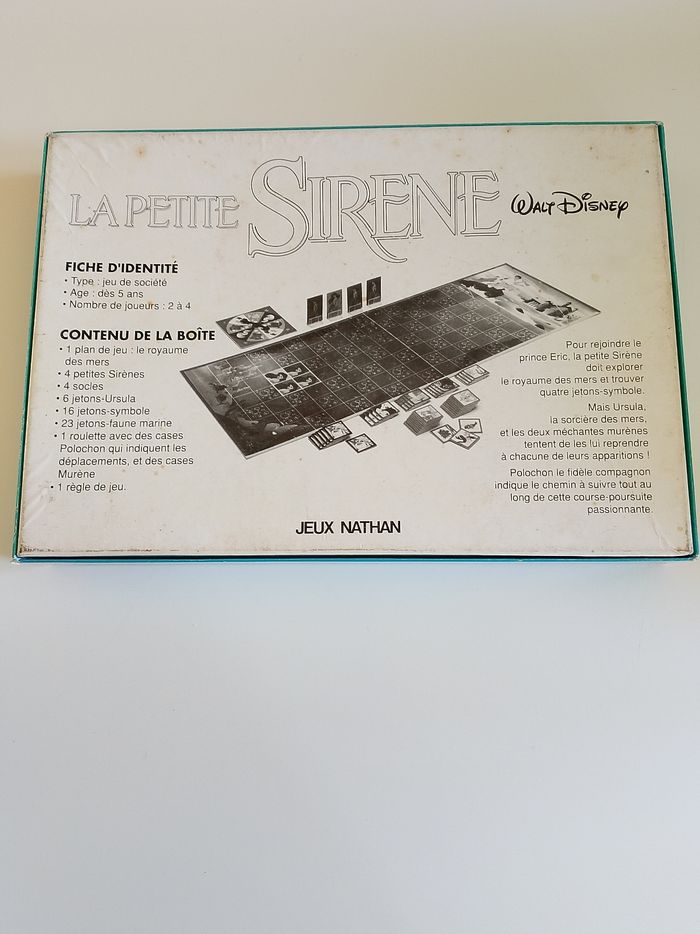 LA PETITE SIRENE WALT DISNEY
FICHE D'IDENTITÉ
• Type : jeu de société
• Age : dès 5 ans
• Nombre de joueurs : 2 à 4
CONTENU DE LA BOÎTE
• 1 plan de jeu : le royaume
des mers
• 4 petites Sirènes
• 4 socles
• 6 jetons-Ursula
• 16 jetons-symbole
• 23 jetons-faune marine
• 1 roulette avec des cases
Polochon qui indiquent les
déplacements, et des cases
Murène
• 1 règle de jeu.
Pour rejoindre le
prince Eric, la petite Sirène
doit explorer
le royaume des mers et trouver
quatre jetons-symbole.
Mais Ursula,
la sorcière des mers,
et les deux méchantes murènes
tentent de les lui reprendre
à chacune de leurs apparitions !
Polochon le fidèle compagnon
indique le chemin à suivre tout au
long de cette course-poursuite
passionnante.
JEUX NATHAN